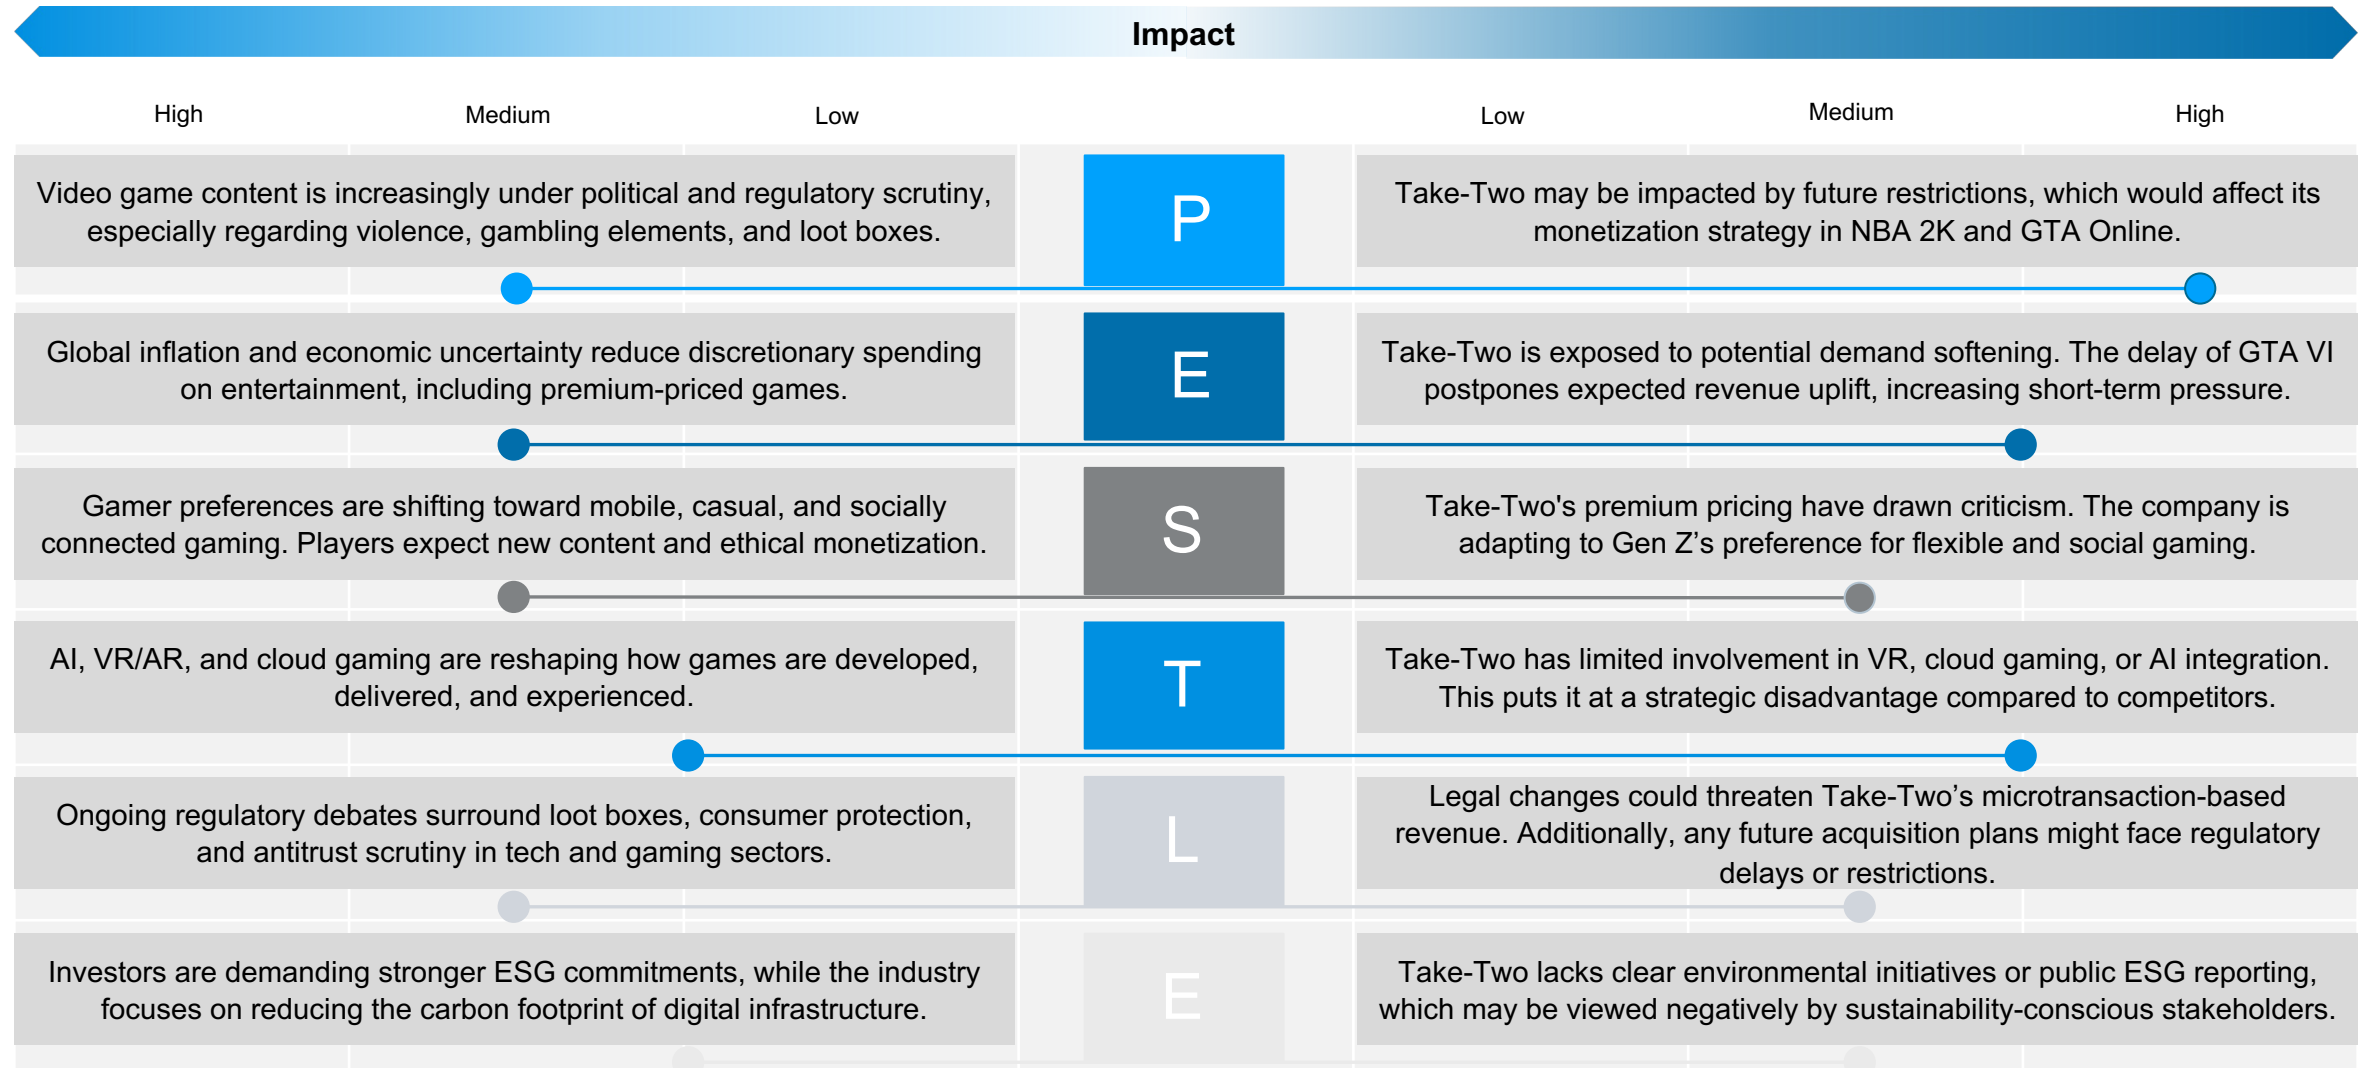 Impact
High Medium Low Low Medium High
Video game content is increasingly under political and regulatory scrutiny,
especially regarding violence, gambling elements, and loot boxes.
P
Take-Two may be impacted by future restrictions, which would affect its
monetization strategy in NBA 2K and GTA Online.
Global inflation and economic uncertainty reduce discretionary spending
on entertainment, including premium-priced games.
E
Take-Two is exposed to potential demand softening. The delay of GTA VI
postpones expected revenue uplift, increasing short-term pressure.
Gamer preferences are shifting toward mobile, casual, and socially
connected gaming. Players expect new content and ethical monetization.
S
Take-Two's premium pricing have drawn criticism. The company is
adapting to Gen Z’s preference for flexible and social gaming.
AI, VR/AR, and cloud gaming are reshaping how games are developed,
delivered, and experienced.
T
Take-Two has limited involvement in VR, cloud gaming, or AI integration.
This puts it at a strategic disadvantage compared to competitors.
Ongoing regulatory debates surround loot boxes, consumer protection,
and antitrust scrutiny in tech and gaming sectors.
L
Legal changes could threaten Take-Two’s microtransaction-based
revenue. Additionally, any future acquisition plans might face regulatory
delays or restrictions.
Investors are demanding stronger ESG commitments, while the industry
focuses on reducing the carbon footprint of digital infrastructure.
E
Take-Two lacks clear environmental initiatives or public ESG reporting,
which may be viewed negatively by sustainability-conscious stakeholders.